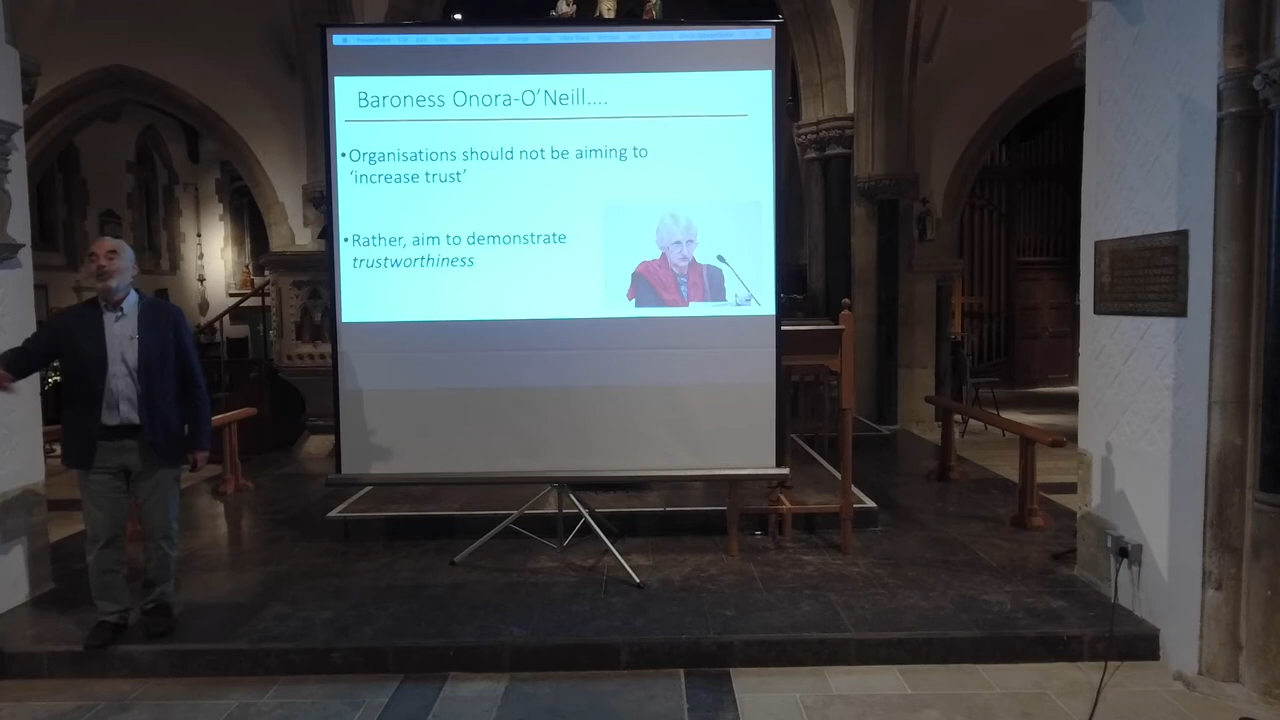 Baroness Onora-O'Neill....
•Organisations should not be aiming to
'increase trust'
•Rather, aim to demonstrate
trustworthiness